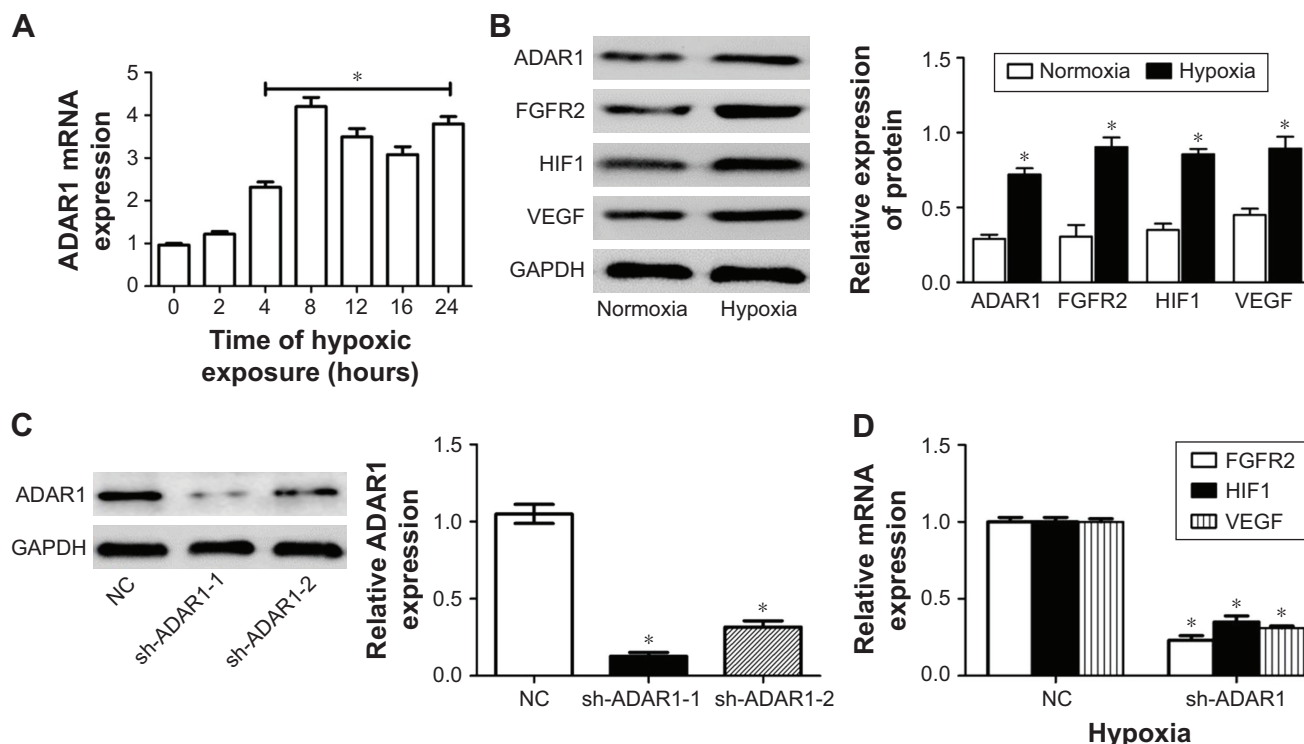 A
ADAR1 mRNA
expression
5
4
3
2
1
0
*
0 2 4 8 12 16 24
Time of hypoxic
exposure (hours)
B
ADAR1
FGFR2
HIF1
VEGF
GAPDH
Normoxia Hypoxia
Relative expression
of protein
1.5
1.0
0.5
0.0
Normoxia Hypoxia
* * * *
ADAR1 FGFR2 HIF1 VEGF
C
ADAR1
GAPDH
NC
sh-ADAR1-1
sh-ADAR1-2
Relative ADAR1
expression
1.5
1.0
0.5
0.0
* *
NC sh-ADAR1-1 sh-ADAR1-2
D
Relative mRNA
expression
1.5
1.0
0.5
0.0
FGFR2
HIF1
VEGF
* * *
NC sh-ADAR1
Hypoxia